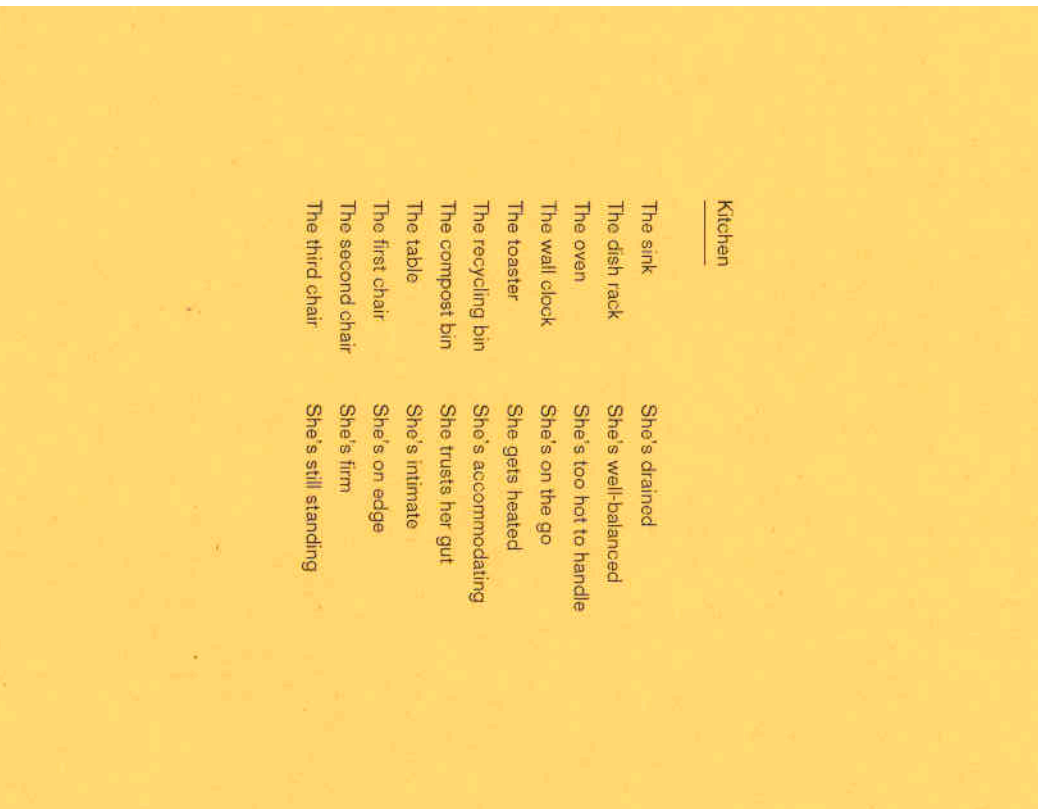 Kitchen
The sink She's drained
The dish rack She's well-balanced
The oven She's too hot to handle
The wall clock She's on the go
The toaster She gets heated
The recycling bin She's accommodating
The compost bin She trusts her gut
The table She's intimate
The first chair She's on edge
The second chair She's firm
The third chair She's still standing